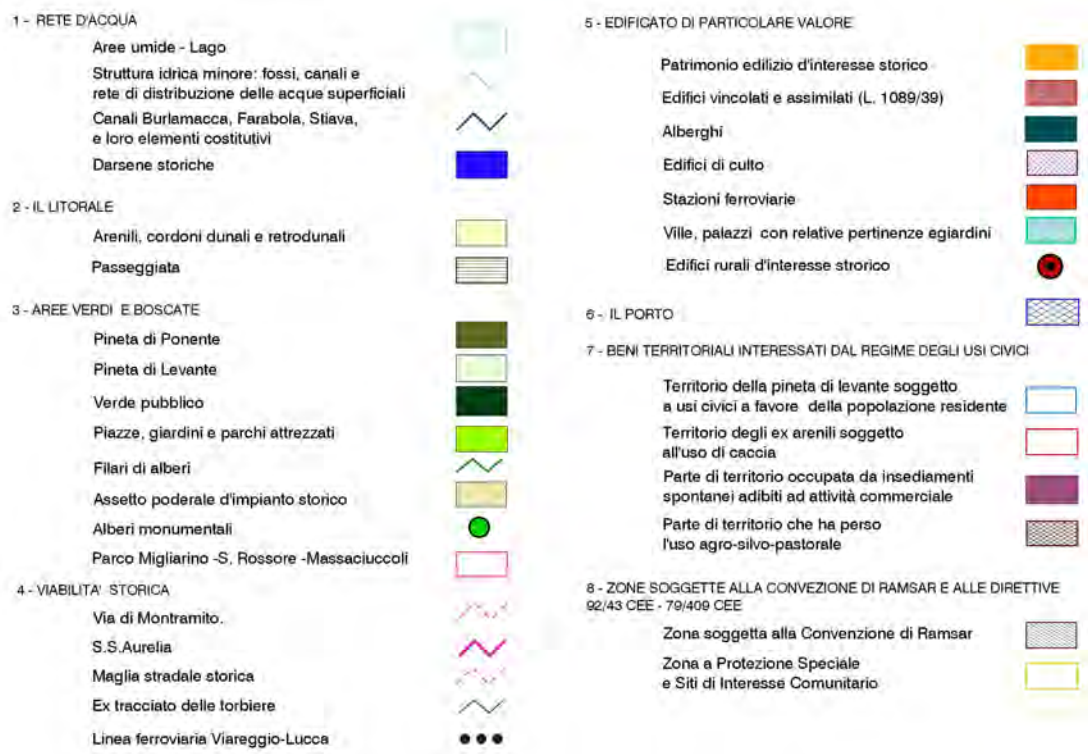 1 - RETE D'ACQUA
Aree umide - Lago
Struttura idrica minore: fossi, canali e
rete di distribuzione delle acque superficiali
Canali Burlamacca, Farabola, Stiava,
e loro elementi costitutivi
Darsene storiche
2 - IL LITORALE
Arenili, cordoni dunali e retrodunali
Passeggiata
3 - AREE VERDI E BOSCATE
Pineta di Ponente
Pineta di Levante
Verde pubblico
Piazze, giardini e parchi attrezzati
Filari di alberi
Assetto poderale d'impianto storico
Alberi monumentali
Parco Migliarino -S. Rossore -Massaciuccoli
4 - VIABILITA' STORICA
Via di Montramito.
S.S.Aurelia
Maglia stradale storica
Ex tracciato delle torbiere
Linea ferroviaria Viareggio-Lucca
5 - EDIFICATO DI PARTICOLARE VALORE
Patrimonio edilizio d'interesse storico
Edifici vincolati e assimilati (L. 1089/39)
Alberghi
Edifici di culto
Stazioni ferroviarie
Ville, palazzi con relative pertinenze egiardini
Edifici rurali d'interesse strorico
6 - IL PORTO
7 - BENI TERRITORIALI INTERESSATI DAL REGIME DEGLI USI CIVICI
Territorio della pineta di levante soggetto
a usi civici a favore della popolazione residente
Territorio degli ex arenili soggetto
all'uso di caccia
Parte di territorio occupata da insediamenti
spontanei adibiti ad attività commerciale
Parte di territorio che ha perso
l'uso agro-silvo-pastorale
8 - ZONE SOGGETTE ALLA CONVEZIONE DI RAMSAR E ALLE DIRETTIVE
92/43 CEE - 79/409 CEE
Zona soggetta alla Convenzione di Ramsar
Zona a Protezione Speciale
e Siti di Interesse Comunitario